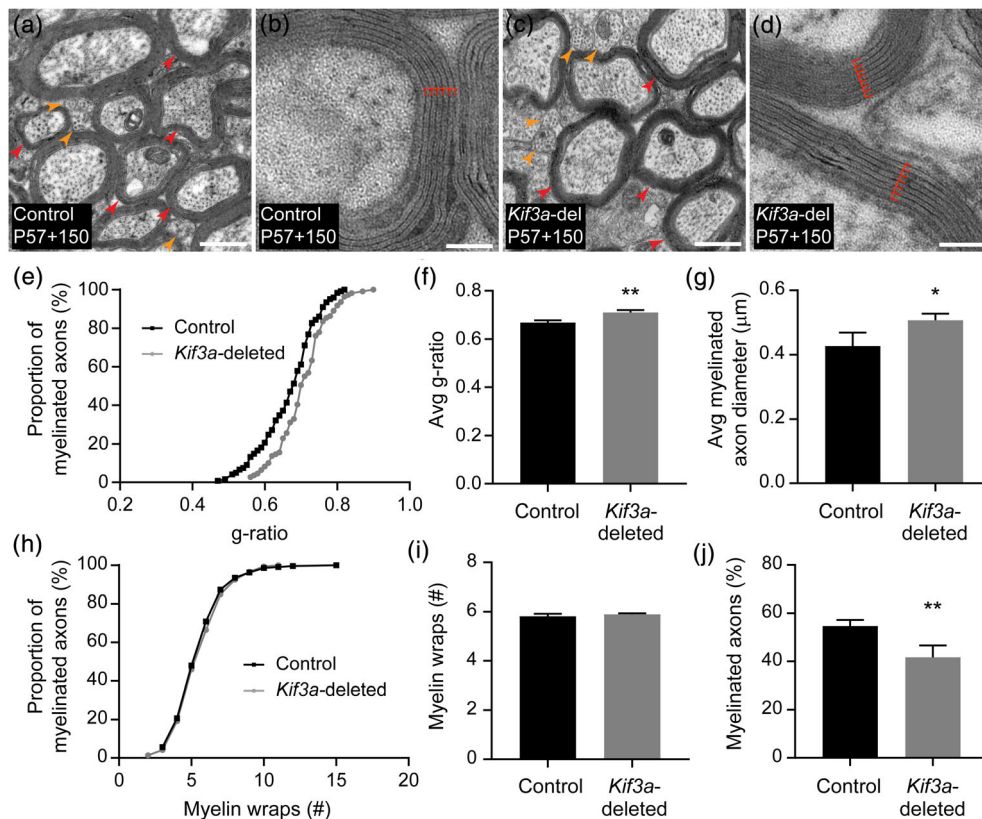 (a)
Control
P57+150
(b)
Control
P57+150
(c)
Kif3a-del
P57+150
(d)
Kif3a-del
P57+150
(e)
Proportion of
myelinated axons (%)
100
80
60
40
20
0
0.2
0.4
0.6
0.8
1.0
g-ratio
Control
Kif3a-deleted
(f)
Avg g-ratio
0.8
0.6
0.4
0.2
0.0
**
Control
Kif3a-
deleted
(g)
Avg myelinated
axon diameter (μm)
0.6
0.4
0.2
0.0
*
Control
Kif3a-
deleted
(h)
Proportion of
myelinated axons (%)
100
80
60
40
20
0
0
5
10
15
20
Myelin wraps (#)
Control
Kif3a-deleted
(i)
Myelin wraps (#)
8
6
4
2
0
Control
Kif3a-
deleted
(j)
Myelinated axons (%)
80
60
40
20
0
**
Control
Kif3a-
deleted